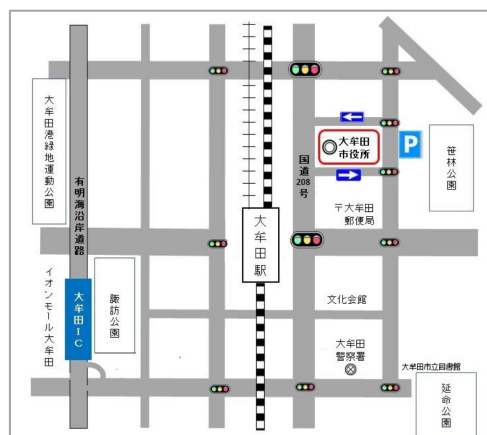 大牟田港緑地運動公園
有明海沿岸道路
大牟田IC
イオンモール大牟田
諏訪公園
大牟田駅
国道208号
大牟田
市役所
P
笹林公園
〒大牟田
郵便局
文化会館
大牟田
警察署
大牟田市立図書館
延命公園